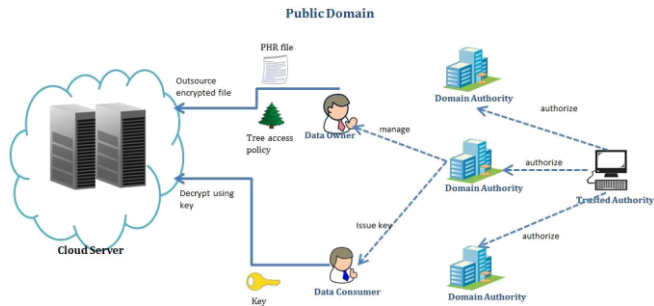 Public Domain
PHR file
Outsource
encrypted file
Domain Authority
authorize
Tree access
policy
Data Owner
manage
authorize
Domain Authority
Trusted Authority
Decrypt using
key
Issue key
authorize
Cloud Server
Key
Data Consumer
Domain Authority